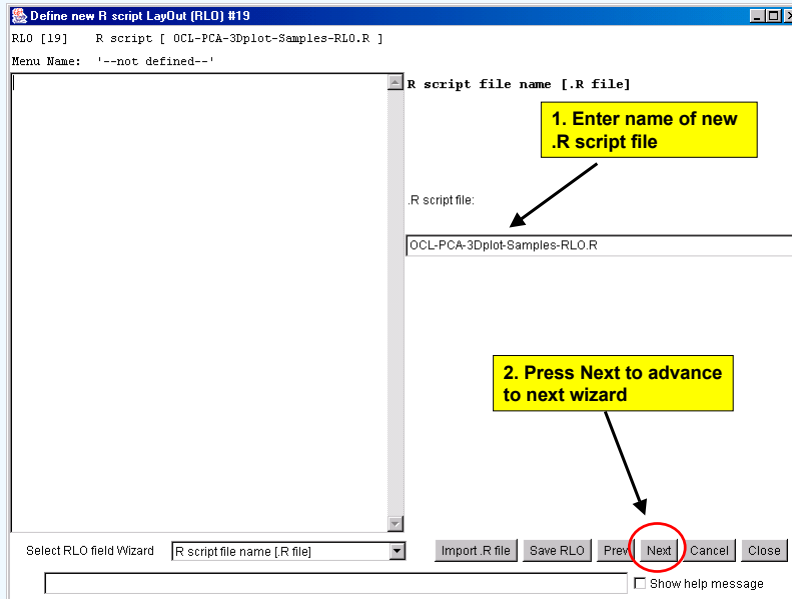 Define new R script LayOut (RLO) #19
RLO [19] R script [ OCL-PCA-3Dplot-Samples-RLO.R ]
Menu Name: '--not defined--'
R script file name [.R file]
1. Enter name of new
.R script file
.R script file:
OCL-PCA-3Dplot-Samples-RLO.R
2. Press Next to advance
to next wizard
Select RLO field Wizard R script file name [.R file] Import .R file Save RLO Prev Next Cancel Close
Show help message